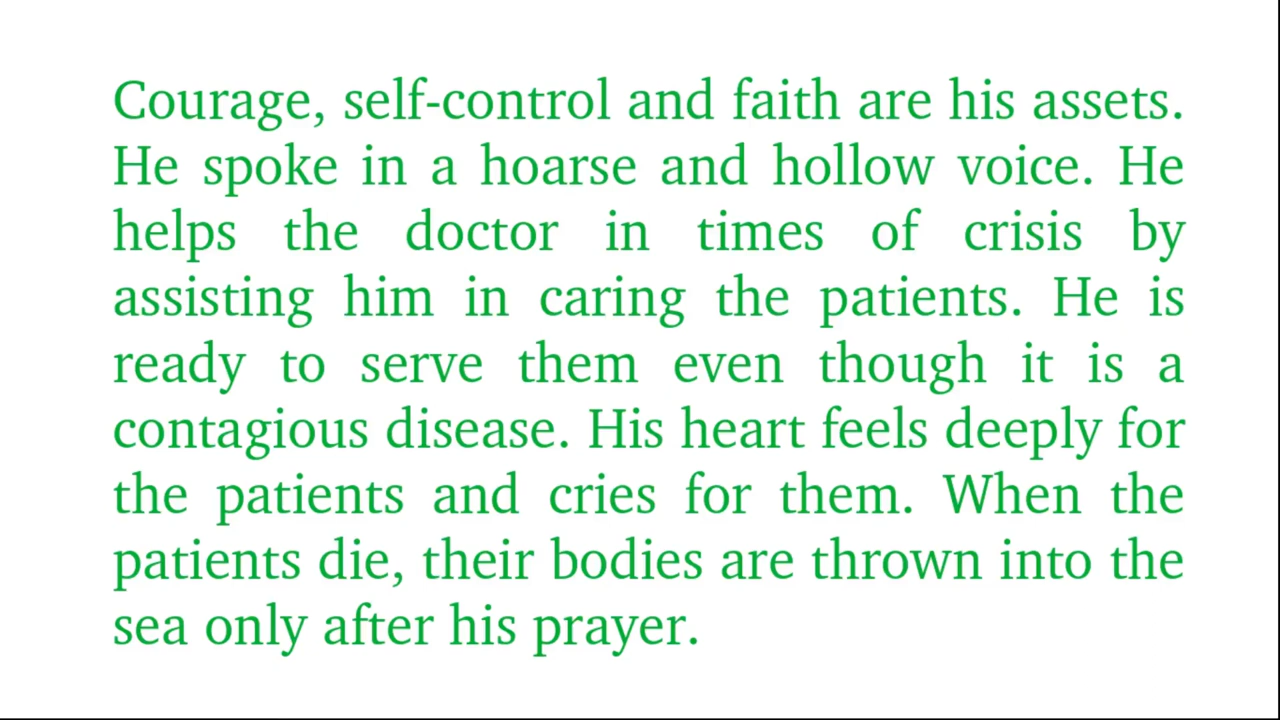 Courage, self-control and faith are his assets.
He spoke in a hoarse and hollow voice. He
helps the doctor in times of crisis by
assisting him in caring the patients. He is
ready to serve them even though it is a
contagious disease. His heart feels deeply for
the patients and cries for them. When the
patients die, their bodies are thrown into the
sea only after his prayer.